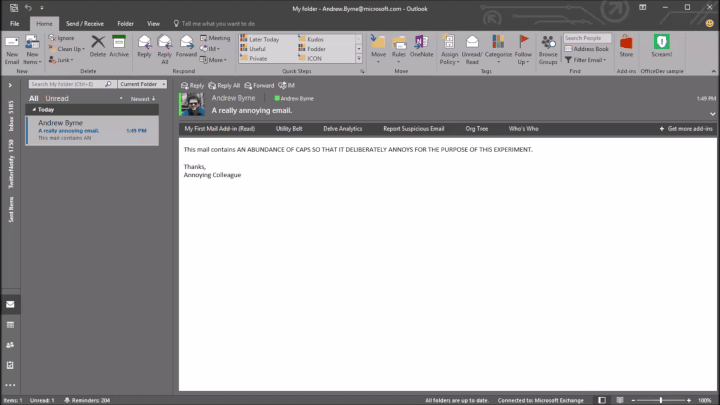 My folder - Andrew.Byrne@microsoft.com - Outlook
File Home Send / Receive Folder View Tell me what you want to do
New Email
New Items
New
Ignore
Clean Up
Junk
Delete
Archive
Delete
Reply
Reply All
Forward
Meeting
IM
More
Respond
Later Today
Useful
Private
Kudos
Fodder
ICON
Quick Steps
Move
Rules
OneNote
Move
Assign Policy
Unread/ Read
Categorize
Follow Up
Tags
Browse Groups
Groups
Search People
Address Book
Filter Email
Find
Store
Add-ins
Scream!
OfficeDev sample
Search My folder (Ctrl+E) Current Folder
All Unread Newest
Today
Andrew Byrne
A really annoying email. 1:49 PM
This mail contains AN
Inbox 5185
TwitterNotify 1750
Sent Items
Reply Reply All Forward IM
Andrew Byrne Andrew Byrne 1:49 PM
A really annoying email.
My First Mail Add-in (Read) Utility Belt Delve Analytics Report Suspicious Email Org Tree Who's Who + Get more add-ins
This mail contains AN ABUNDANCE OF CAPS SO THAT IT DELIBERATELY ANNOYS FOR THE PURPOSE OF THIS EXPERIMENT.
Thanks,
Annoying Colleague
Items: 1 Unread: 1 Reminders: 204 All folders are up to date. Connected to: Microsoft Exchange 100%